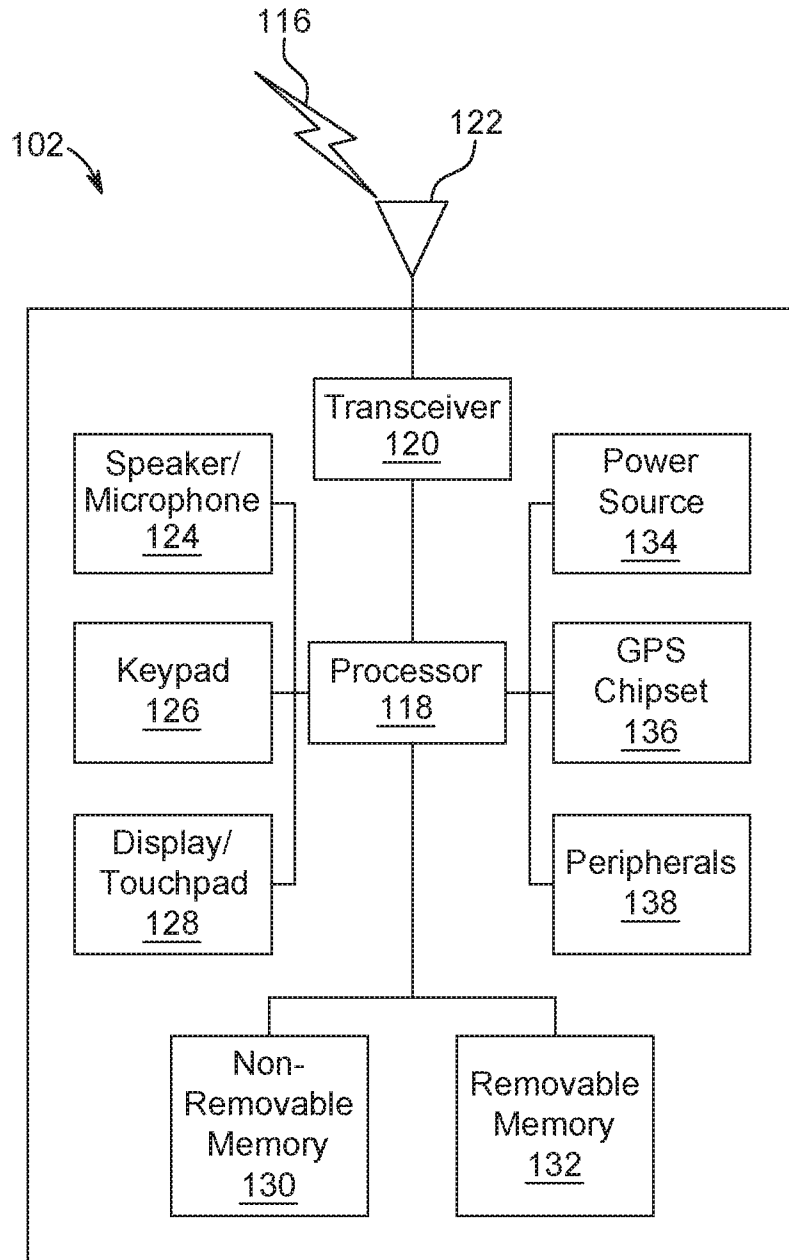 116
122
102
Transceiver
120
Speaker/
Microphone
124
Power
Source
134
Keypad
126
Processor
118
GPS
Chipset
136
Display/
Touchpad
128
Peripherals
138
Non-
Removable
Memory
130
Removable
Memory
132